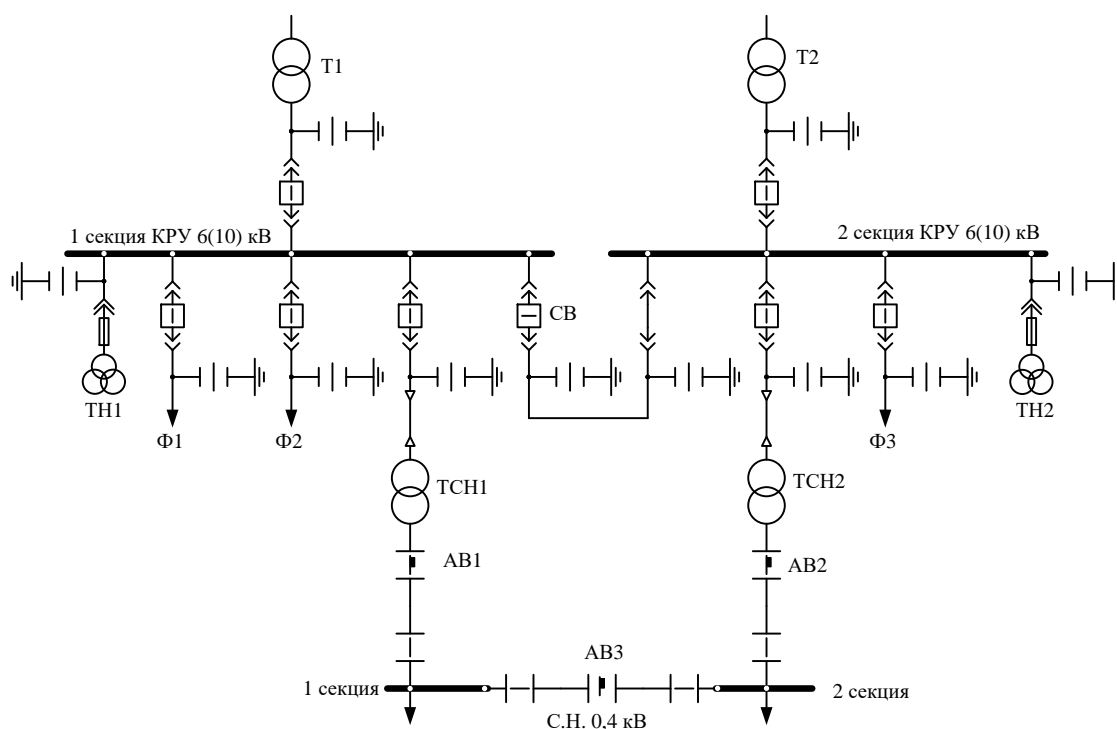 Т1
Т2
1 секция КРУ 6(10) кВ
2 секция КРУ 6(10) кВ
СВ
ТН1
Ф1
Ф2
Ф3
ТН2
ТСН1
ТСН2
АВ1
АВ2
АВ3
1 секция
2 секция
С.Н. 0,4 кВ